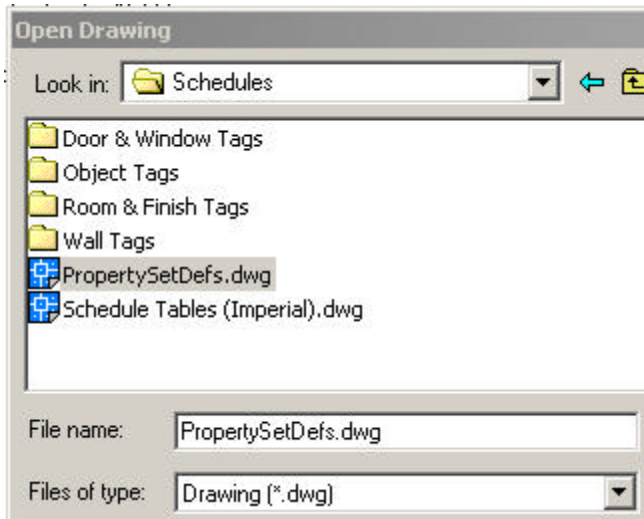 Open Drawing
Look in: Schedules
Door & Window Tags
Object Tags
Room & Finish Tags
Wall Tags
PropertySetDefs.dwg
Schedule Tables (Imperial).dwg
File name: PropertySetDefs.dwg
Files of type: Drawing (*.dwg)